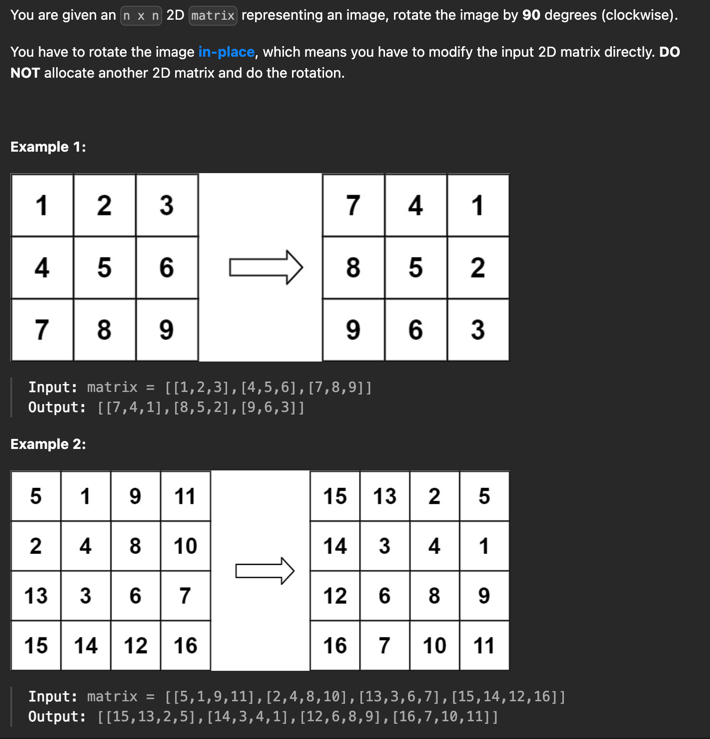 You are given an n x n 2D matrix representing an image, rotate the image by 90 degrees (clockwise).
You have to rotate the image in-place, which means you have to modify the input 2D matrix directly. DO
NOT allocate another 2D matrix and do the rotation.
Example 1:
1 2 3 7 4 1
4 5 6 8 5 2
7 8 9 9 6 3
Input: matrix = [[1,2,3],[4,5,6],[7,8,9]]
Output: [[7,4,1],[8,5,2],[9,6,3]]
Example 2:
5 1 9 11 15 13 2 5
2 4 8 10 14 3 4 1
13 3 6 7 12 6 8 9
15 14 12 16 16 7 10 11
Input: matrix = [[5,1,9,11],[2,4,8,10],[13,3,6,7],[15,14,12,16]]
Output: [[15,13,2,5],[14,3,4,1],[12,6,8,9],[16,7,10,11]]